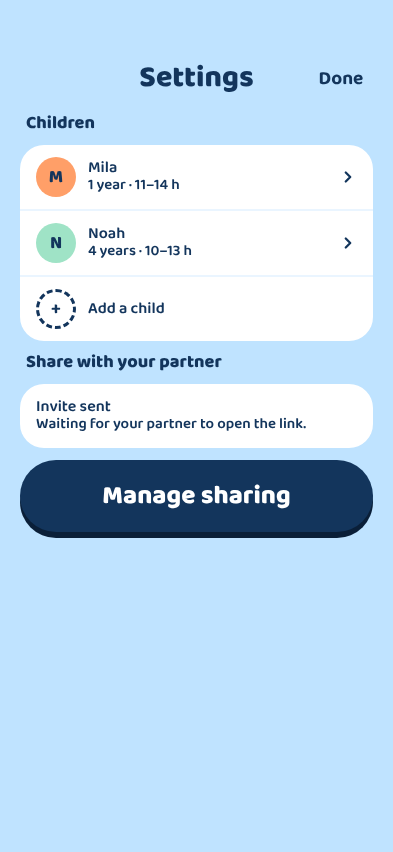 Settings
Done
Children
M
Mila
1 year · 11–14 h
N
Noah
4 years · 10–13 h
+
Add a child
Share with your partner
Invite sent
Waiting for your partner to open the link.
Manage sharing